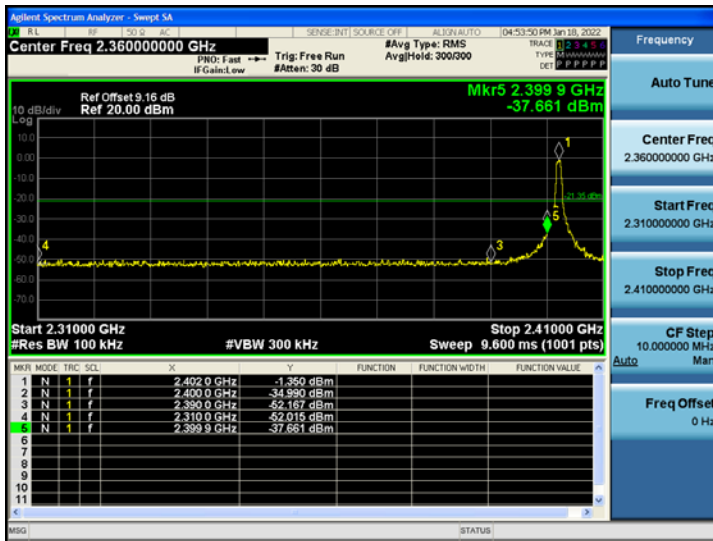 Agilent Spectrum Analyzer - Swept SA
RL RF 50 Ω AC SENSE:INT SOURCE OFF ALIGNAUTO 04:53:50 PM Jan 18, 2022
Center Freq 2.360000000 GHz
PNO: Fast
IFGain:Low
Trig: Free Run
#Atten: 30 dB
#Avg Type: RMS
Avg|Hold: 300/300
TRACE 1 2 3 4 5 6
TYPE M
DET P P P P P P
Mkr5 2.399 9 GHz
-37.661 dBm
Ref Offset 9.16 dB
Ref 20.00 dBm
10 dB/div
Log
10.0
0.00
-10.0
-20.0
-30.0
-40.0
-50.0
-60.0
-70.0
1
-21.35 dBm
5
3
4
Start 2.31000 GHz
Stop 2.41000 GHz
#Res BW 100 kHz
#VBW 300 kHz
Sweep 9.600 ms (1001 pts)
MKR MODE TRC SCL X Y FUNCTION FUNCTION WIDTH FUNCTION VALUE
1 N 1 f 2.402 0 GHz -1.350 dBm
2 N 1 f 2.400 0 GHz -34.990 dBm
3 N 1 f 2.390 0 GHz -52.167 dBm
4 N 1 f 2.310 0 GHz -52.015 dBm
5 N 1 f 2.399 9 GHz -37.661 dBm
6
7
8
9
10
11
MSG
STATUS
Frequency
Auto Tune
Center Freq
2.360000000 GHz
Start Freq
2.310000000 GHz
Stop Freq
2.410000000 GHz
CF Step
10.000000 MHz
Auto Man
Freq Offset
0 Hz